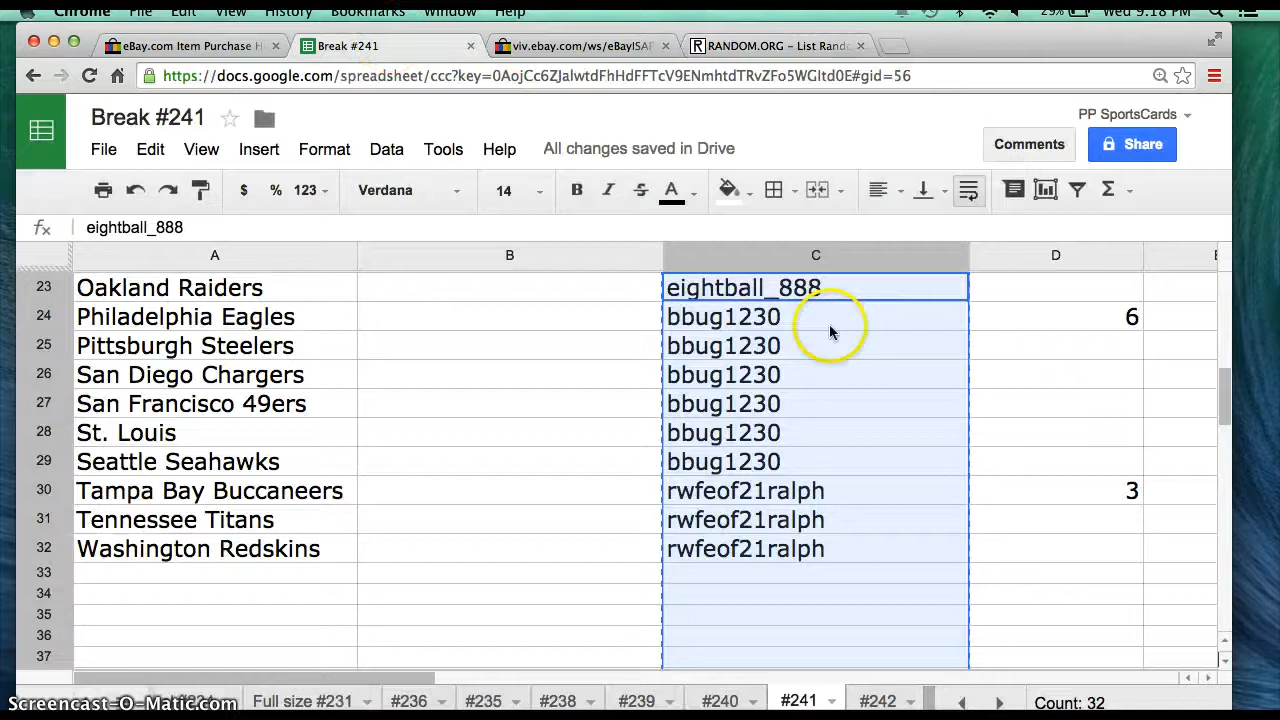 Chrome File Edit View History Bookmarks Window Help 29% Wed 9:18 PM
eBay.com Item Purchase H Break #241 viv.ebay.com/ws/eBayISAP RANDOM.ORG - List Rando
https://docs.google.com/spreadsheet/ccc?key=0AojCc6ZJalwtdFhHdFFTcV9ENmhtdTRvZFo5WGltd0E#gid=56
Break #241 PP SportsCards
File Edit View Insert Format Data Tools Help All changes saved in Drive Comments Share
$ % 123 Verdana 14 B I S A Σ
fx eightball_888
A B C D E
23 Oakland Raiders eightball_888
24 Philadelphia Eagles bbug1230 6
25 Pittsburgh Steelers bbug1230
26 San Diego Chargers bbug1230
27 San Francisco 49ers bbug1230
28 St. Louis bbug1230
29 Seattle Seahawks bbug1230
30 Tampa Bay Buccaneers rwfeof21ralph 3
31 Tennessee Titans rwfeof21ralph
32 Washington Redskins rwfeof21ralph
33
34
35
36
37
Full size #231 #236 #235 #238 #239 #240 #241 #242 Count: 32
Screencast-O-Matic.com